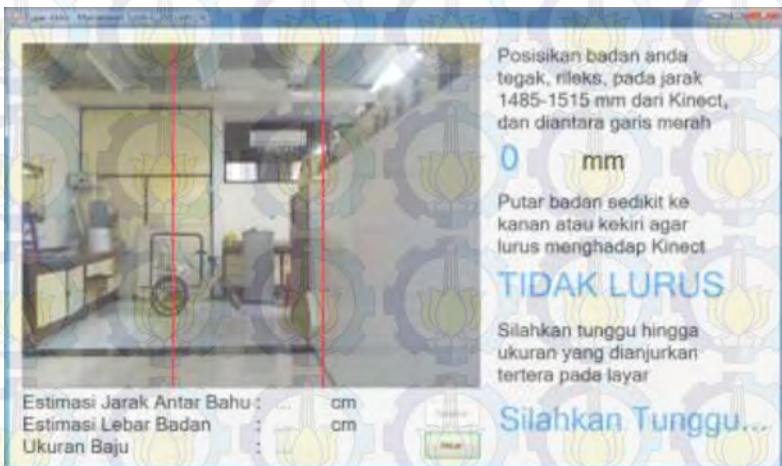 Posisikan badan anda
tegak, rileks, pada jarak
1485-1515 mm dari Kinect,
dan diantara garis merah
0 mm
Putar badan sedikit ke
kanan atau kekiri agar
lurus menghadap Kinect
TIDAK LURUS
Silahkan tunggu hingga
ukuran yang dianjurkan
tertera pada layar
Silahkan Tunggu...
Estimasi Jarak Antar Bahu : ... cm
Estimasi Lebar Badan : ... cm
Ukuran Baju : ...